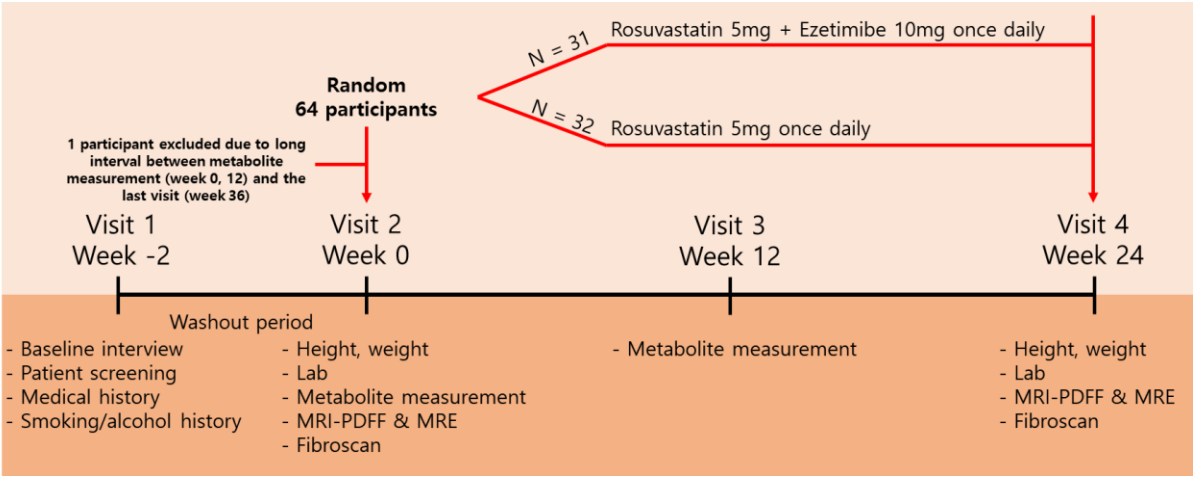 Rosuvastatin 5mg + Ezetimibe 10mg once daily
N = 31
Random
64 participants
N = 32
Rosuvastatin 5mg once daily
1 participant excluded due to long
interval between metabolite
measurement (week 0, 12) and the
last visit (week 36)
Visit 1
Week -2
Visit 2
Week 0
Visit 3
Week 12
Visit 4
Week 24
Washout period
- Baseline interview
- Patient screening
- Medical history
- Smoking/alcohol history
- Height, weight
- Lab
- Metabolite measurement
- MRI-PDFF & MRE
- Fibroscan
- Metabolite measurement
- Height, weight
- Lab
- MRI-PDFF & MRE
- Fibroscan